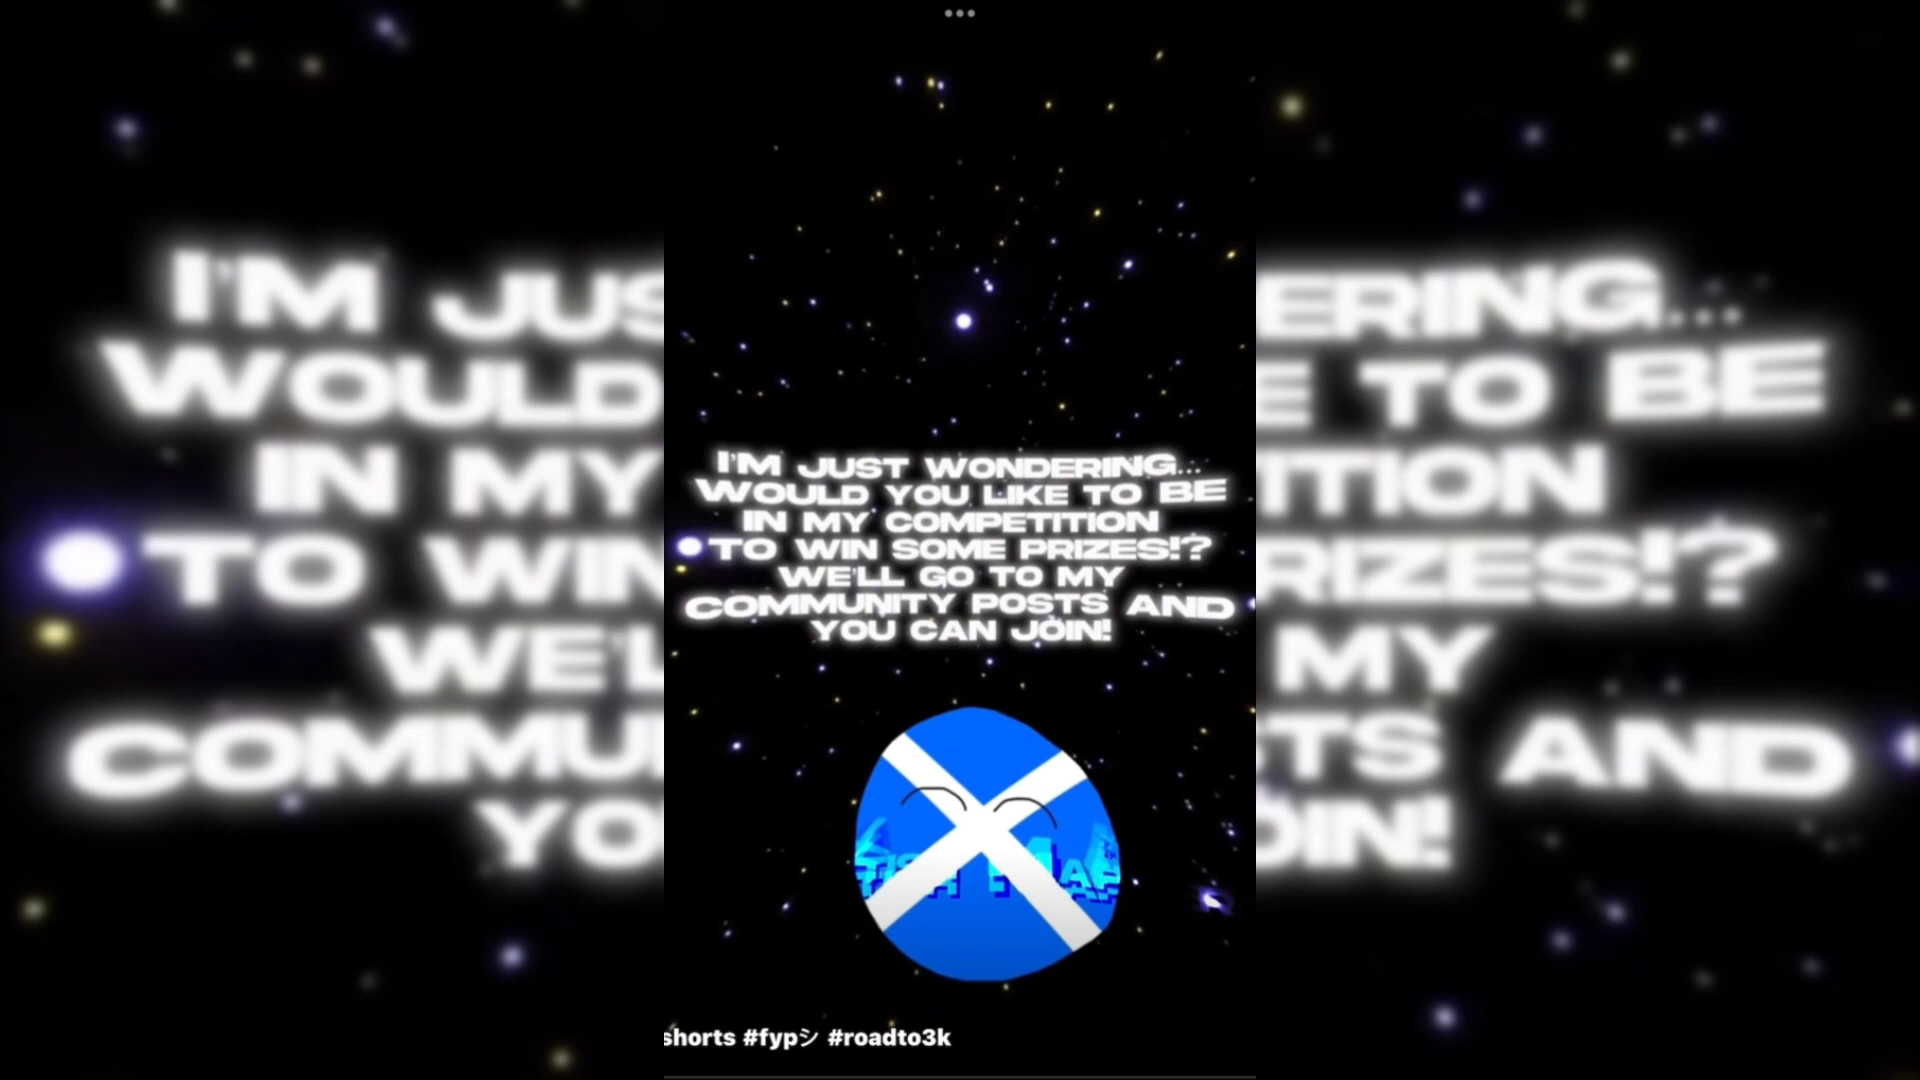 I'M JUST WONDERING...
WOULD YOU LIKE TO BE
IN MY COMPETITION
TO WIN SOME PRIZES!?
WE'LL GO TO MY
COMMUNITY POSTS AND
YOU CAN JOIN!
shorts #fypシ #roadto3k